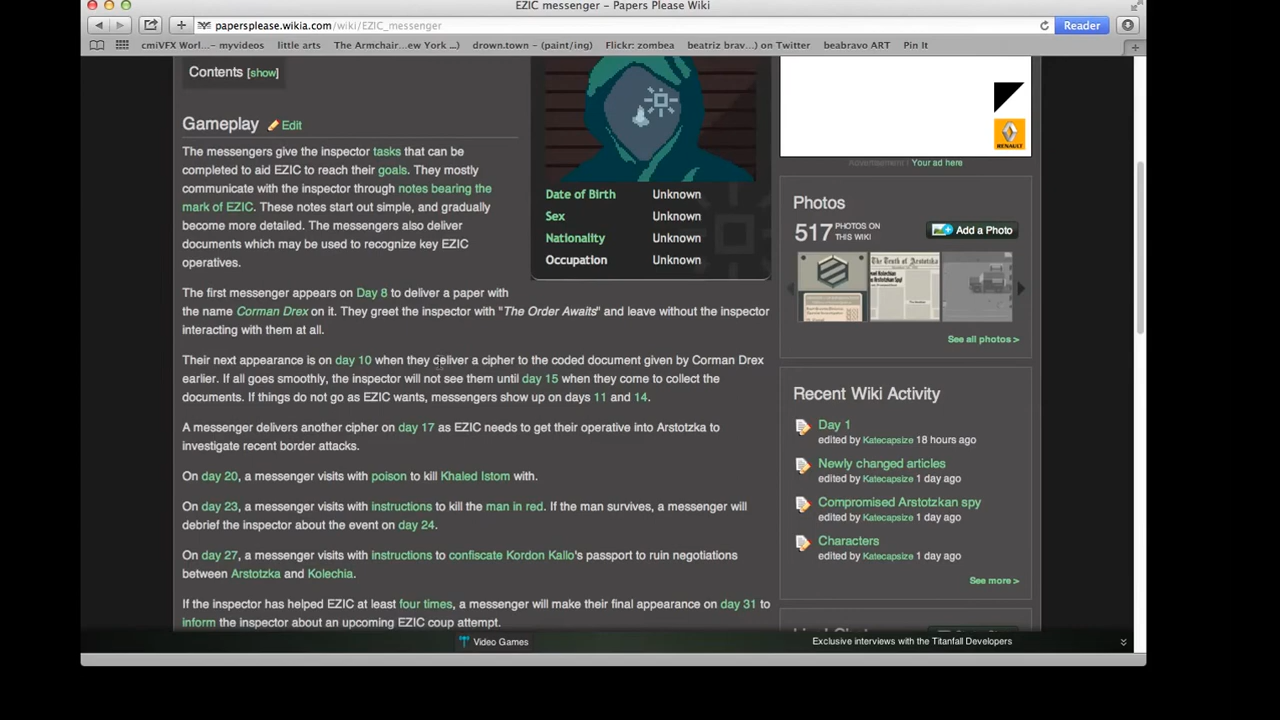 EZIC messenger – Papers Please Wiki
papersplease.wikia.com/wiki/EZIC_messenger
Reader
cmiVFX Worl...– myvideos
little arts
The Armchair...ew York ...)
drown.town – (paint/ing)
Flickr: zombea
beatriz brav...) on Twitter
beabravo ART
Pin It
Contents [show]
Gameplay Edit
The messengers give the inspector tasks that can be
completed to aid EZIC to reach their goals. They mostly
communicate with the inspector through notes bearing the
mark of EZIC. These notes start out simple, and gradually
become more detailed. The messengers also deliver
documents which may be used to recognize key EZIC
operatives.
Date of Birth Unknown
Sex Unknown
Nationality Unknown
Occupation Unknown
The first messenger appears on Day 8 to deliver a paper with
the name Corman Drex on it. They greet the inspector with "The Order Awaits" and leave without the inspector
interacting with them at all.
Their next appearance is on day 10 when they deliver a cipher to the coded document given by Corman Drex
earlier. If all goes smoothly, the inspector will not see them until day 15 when they come to collect the
documents. If things do not go as EZIC wants, messengers show up on days 11 and 14.
A messenger delivers another cipher on day 17 as EZIC needs to get their operative into Arstotzka to
investigate recent border attacks.
On day 20, a messenger visits with poison to kill Khaled Istom with.
On day 23, a messenger visits with instructions to kill the man in red. If the man survives, a messenger will
debrief the inspector about the event on day 24.
On day 27, a messenger visits with instructions to confiscate Kordon Kallo's passport to ruin negotiations
between Arstotzka and Kolechia.
If the inspector has helped EZIC at least four times, a messenger will make their final appearance on day 31 to
inform the inspector about an upcoming EZIC coup attempt.
RENAULT
Advertisement | Your ad here
Photos
517 PHOTOS ON
THIS WIKI
Add a Photo
The Truth of Arstotzka
See all photos >
Recent Wiki Activity
Day 1
edited by Katecapsize 18 hours ago
Newly changed articles
edited by Katecapsize 1 day ago
Compromised Arstotzkan spy
edited by Katecapsize 1 day ago
Characters
edited by Katecapsize 1 day ago
See more >
Video Games
Exclusive interviews with the Titanfall Developers